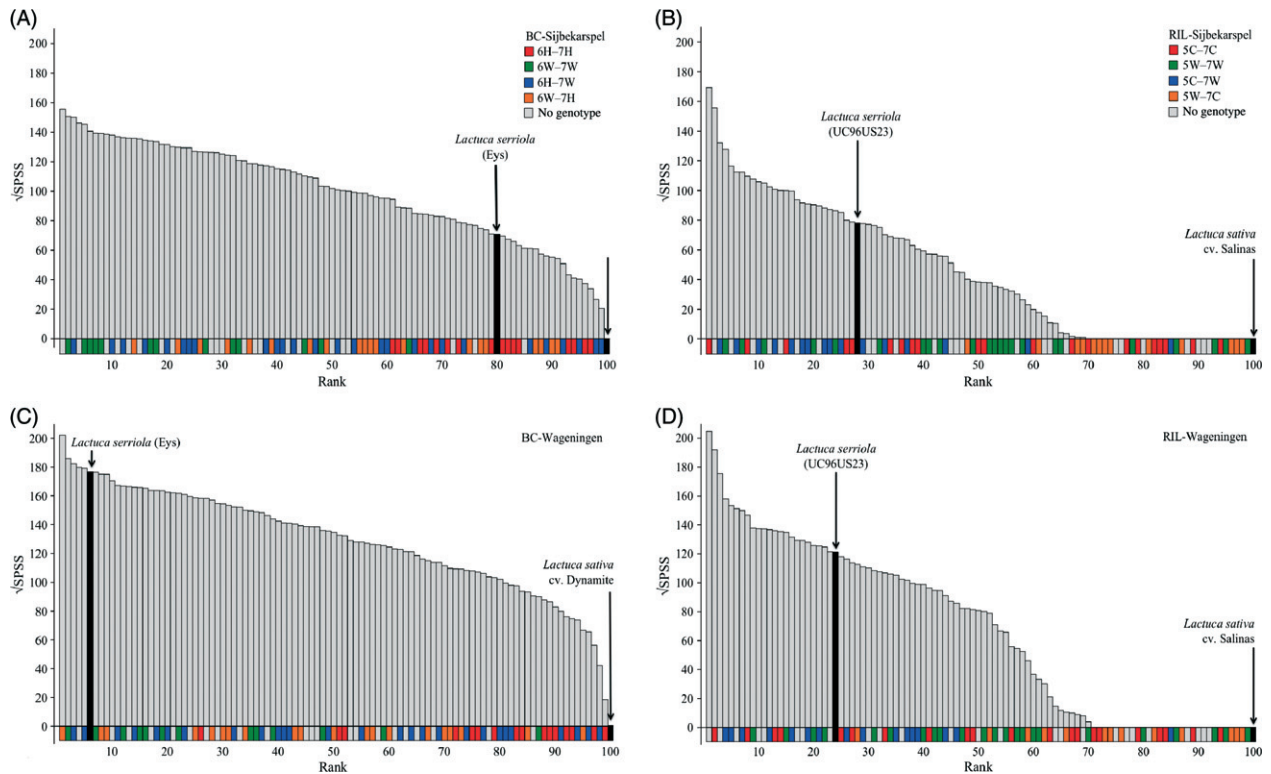 (A)
BC-Sijbekarspel
6H–7H
6W–7W
6H–7W
6W–7H
No genotype
Lactuca serriola
(Eys)
√SPSS
200
180
160
140
120
100
80
60
40
20
0
10 20 30 40 50 60 70 80 90 100
Rank
(B)
RIL-Sijbekarspel
5C–7C
5W–7W
5C–7W
5W–7C
No genotype
Lactuca serriola
(UC96US23)
Lactuca sativa
cv. Salinas
√SPSS
200
180
160
140
120
100
80
60
40
20
0
10 20 30 40 50 60 70 80 90 100
Rank
(C)
BC-Wageningen
Lactuca serriola (Eys)
Lactuca sativa
cv. Dynamite
√SPSS
200
180
160
140
120
100
80
60
40
20
0
10 20 30 40 50 60 70 80 90 100
Rank
(D)
RIL-Wageningen
Lactuca serriola
(UC96US23)
Lactuca sativa
cv. Salinas
√SPSS
200
180
160
140
120
100
80
60
40
20
0
10 20 30 40 50 60 70 80 90 100
Rank